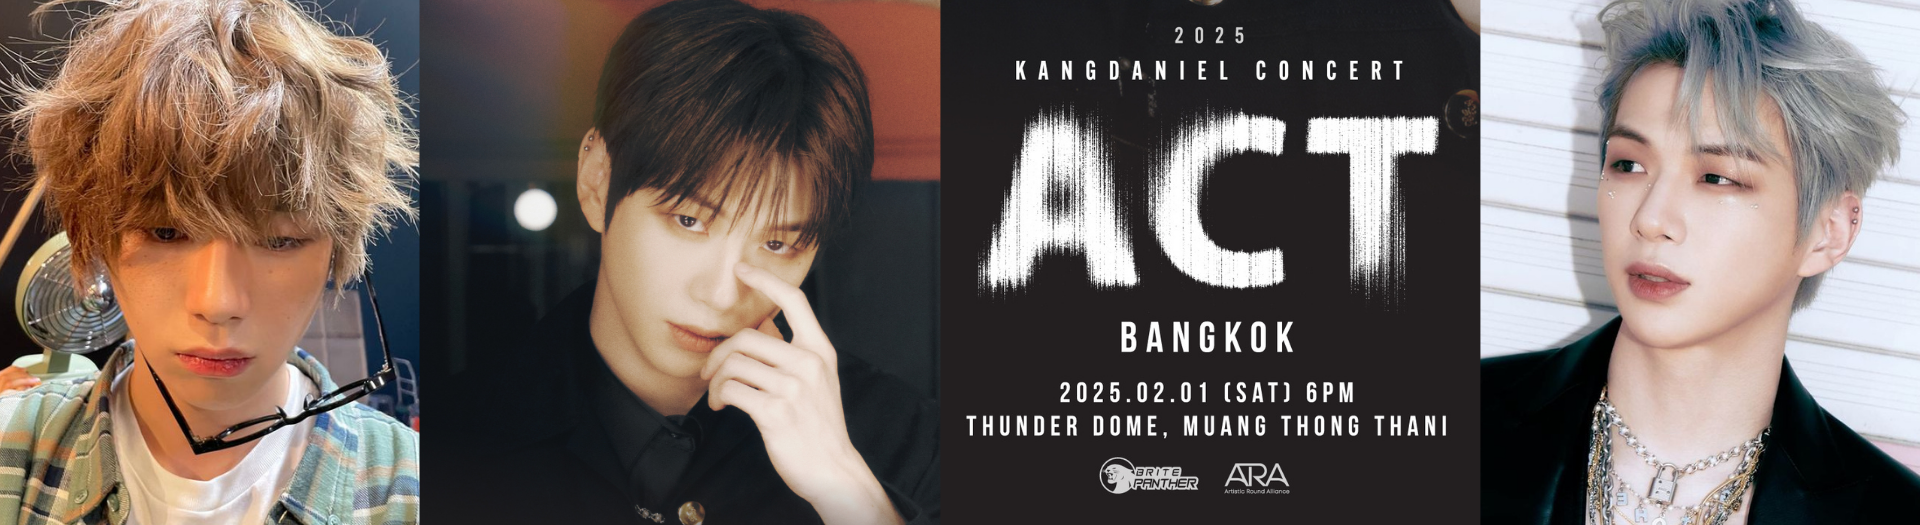 2025
KANGDANIEL CONCERT
ACT
BANGKOK
2025.02.01 (SAT) 6PM
THUNDER DOME, MUANG THONG THANI
BRITE
PANTHER
ARA
Artistic Round Alliance